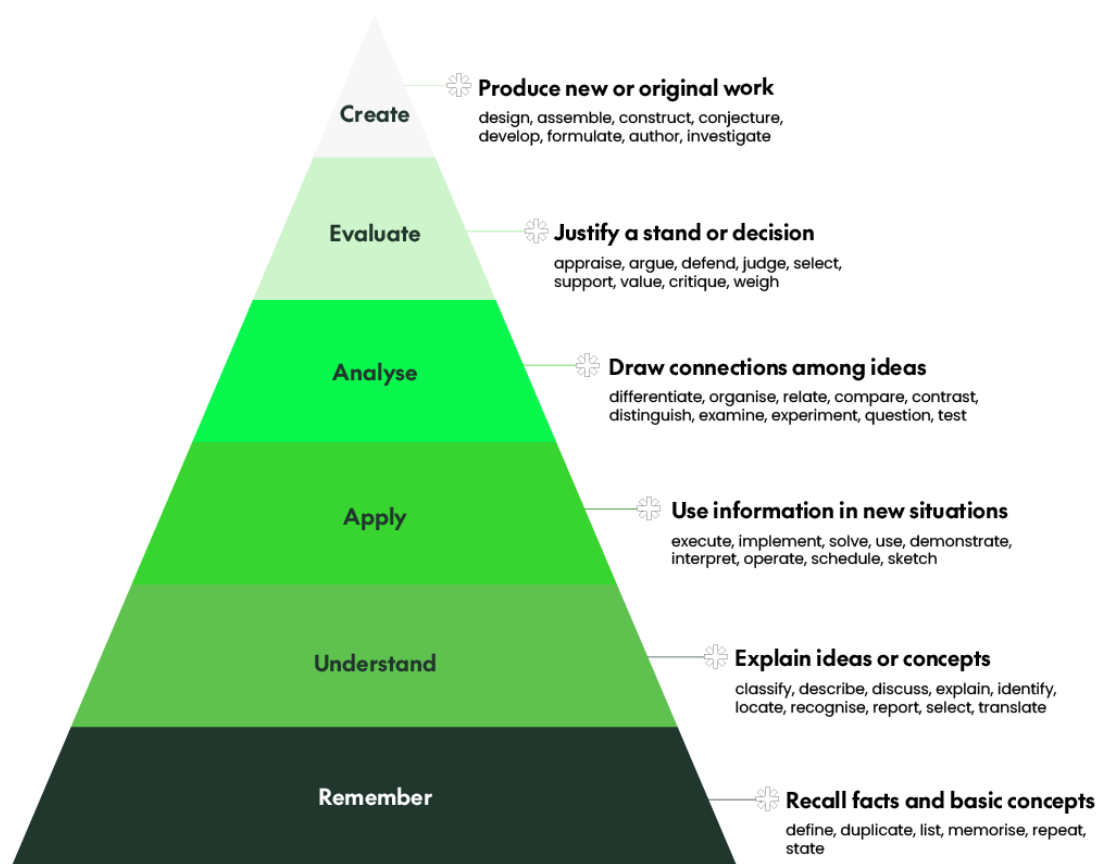 Create
Produce new or original work
design, assemble, construct, conjecture,
develop, formulate, author, investigate
Evaluate
Justify a stand or decision
appraise, argue, defend, judge, select,
support, value, critique, weigh
Analyse
Draw connections among ideas
differentiate, organise, relate, compare, contrast,
distinguish, examine, experiment, question, test
Apply
Use information in new situations
execute, implement, solve, use, demonstrate,
interpret, operate, schedule, sketch
Understand
Explain ideas or concepts
classify, describe, discuss, explain, identify,
locate, recognise, report, select, translate
Remember
Recall facts and basic concepts
define, duplicate, list, memorise, repeat,
state